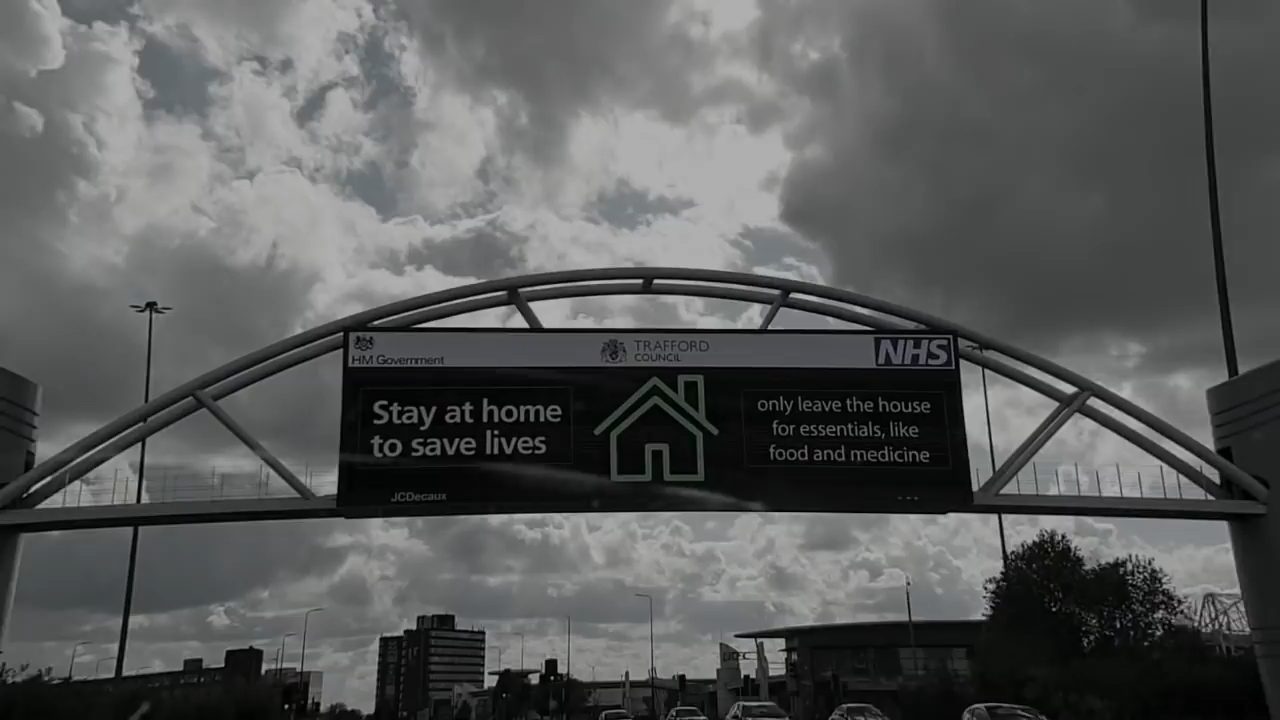 HM Government
TRAFFORD
COUNCIL
NHS
Stay at home
to save lives
only leave the house
for essentials, like
food and medicine
JCDecaux